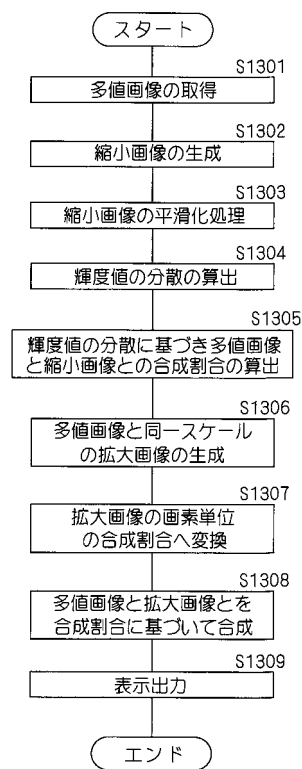 スタート
S1301
多値画像の取得
S1302
縮小画像の生成
S1303
縮小画像の平滑化処理
S1304
輝度値の分散の算出
S1305
輝度値の分散に基づき多値画像
と縮小画像との合成割合の算出
S1306
多値画像と同一スケール
の拡大画像の生成
S1307
拡大画像の画素単位
の合成割合へ変換
S1308
多値画像と拡大画像とを
合成割合に基づいて合成
S1309
表示出力
エンド